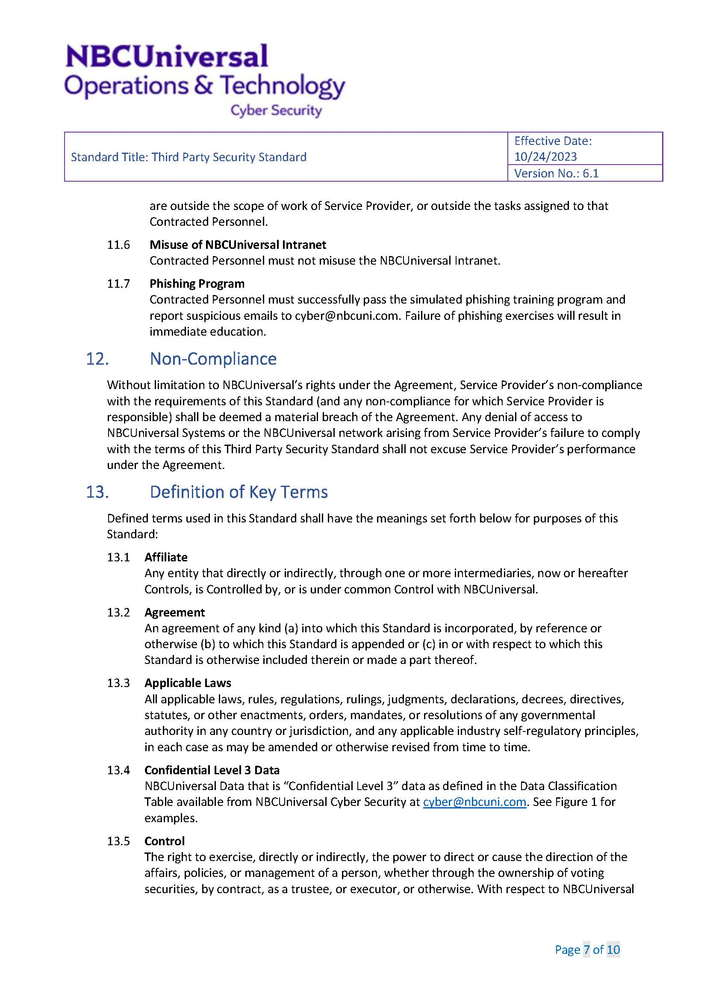 NBCUniversal
Operations & Technology
Cyber Security
Standard Title: Third Party Security Standard
Effective Date:
10/24/2023
Version No.: 6.1
are outside the scope of work of Service Provider, or outside the tasks assigned to that
Contracted Personnel.
11.6 Misuse of NBCUniversal Intranet
Contracted Personnel must not misuse the NBCUniversal Intranet.
11.7 Phishing Program
Contracted Personnel must successfully pass the simulated phishing training program and
report suspicious emails to cyber@nbcuni.com. Failure of phishing exercises will result in
immediate education.
12. Non-Compliance
Without limitation to NBCUniversal’s rights under the Agreement, Service Provider’s non-compliance
with the requirements of this Standard (and any non-compliance for which Service Provider is
responsible) shall be deemed a material breach of the Agreement. Any denial of access to
NBCUniversal Systems or the NBCUniversal network arising from Service Provider’s failure to comply
with the terms of this Third Party Security Standard shall not excuse Service Provider’s performance
under the Agreement.
13. Definition of Key Terms
Defined terms used in this Standard shall have the meanings set forth below for purposes of this
Standard:
13.1 Affiliate
Any entity that directly or indirectly, through one or more intermediaries, now or hereafter
Controls, is Controlled by, or is under common Control with NBCUniversal.
13.2 Agreement
An agreement of any kind (a) into which this Standard is incorporated, by reference or
otherwise (b) to which this Standard is appended or (c) in or with respect to which this
Standard is otherwise included therein or made a part thereof.
13.3 Applicable Laws
All applicable laws, rules, regulations, rulings, judgments, declarations, decrees, directives,
statutes, or other enactments, orders, mandates, or resolutions of any governmental
authority in any country or jurisdiction, and any applicable industry self-regulatory principles,
in each case as may be amended or otherwise revised from time to time.
13.4 Confidential Level 3 Data
NBCUniversal Data that is “Confidential Level 3” data as defined in the Data Classification
Table available from NBCUniversal Cyber Security at cyber@nbcuni.com. See Figure 1 for
examples.
13.5 Control
The right to exercise, directly or indirectly, the power to direct or cause the direction of the
affairs, policies, or management of a person, whether through the ownership of voting
securities, by contract, as a trustee, or executor, or otherwise. With respect to NBCUniversal
Page 7 of 10